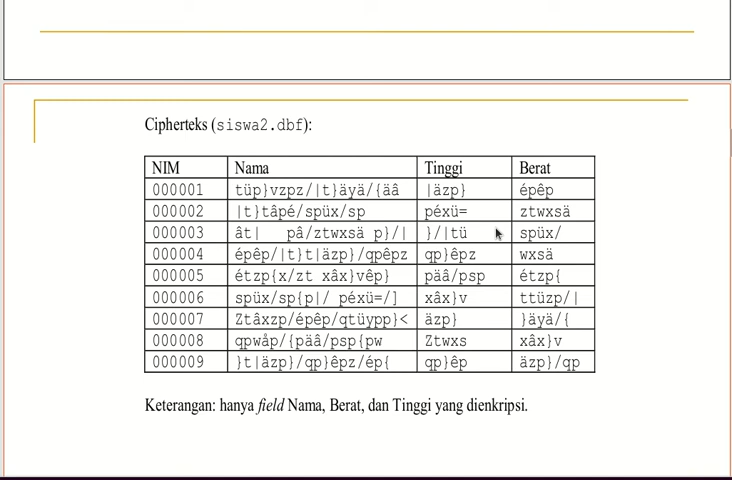 Cipherteks (siswa2.dbf):
NIM Nama Tinggi Berat
000001 tüp}vzpz/|t}äyä/{äâ |äzp} épêp
000002 |t}tâpé/spüx/sp péxü= ztwxsä
000003 ât| pâ/ztwxsä p}/| }/|tü spüx/
000004 épêp/|t}t|äzp}/qpêpz qp}êpz wxsä
000005 étzp{x/zt xâx}vêp} päâ/psp étzp{
000006 spüx/sp{p|/ péxü=/] xâx}v ttüzp/|
000007 Ztâxzp/épêp/qtüypp}< äzp} }äyä/{
000008 qpwåp/{päâ/psp{pw Ztwxs xâx}v
000009 }t|äzp}/qp}êpz/ép{ qp}êp äzp}/qp
Keterangan: hanya field Nama, Berat, dan Tinggi yang dienkripsi.